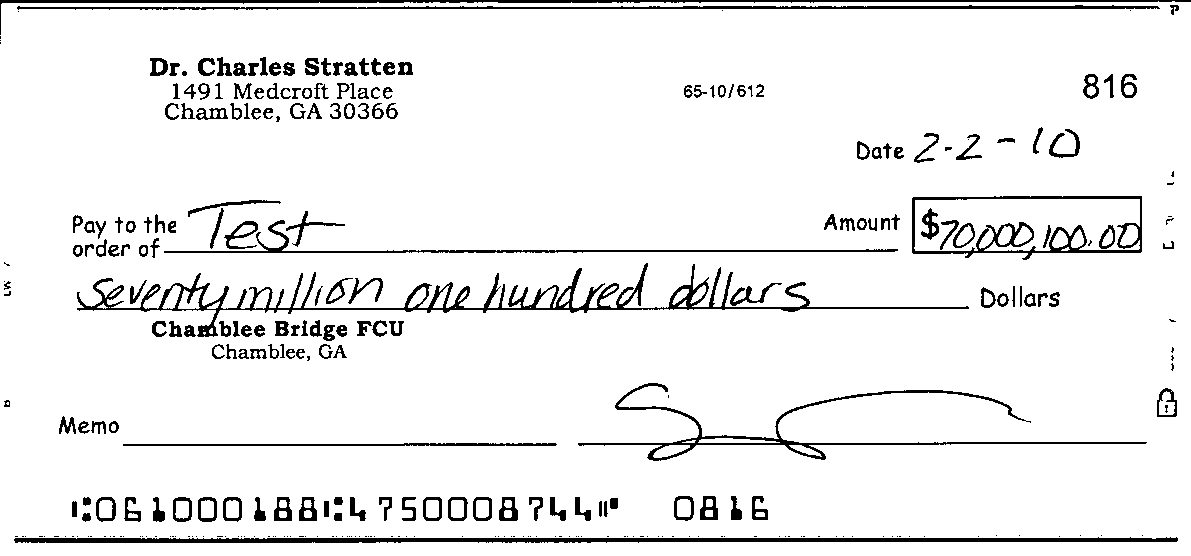 Dr. Charles Stratten
1491 Medcroft Place
Chamblee, GA 30366
65-10/612
816
Date 2-2-10
Pay to the order of Test
Amount $70,000,100.00
seventy million one hundred dollars Dollars
Chamblee Bridge FCU
Chamblee, GA
Memo
⑆061000188⑆4750008744⑈ 0816